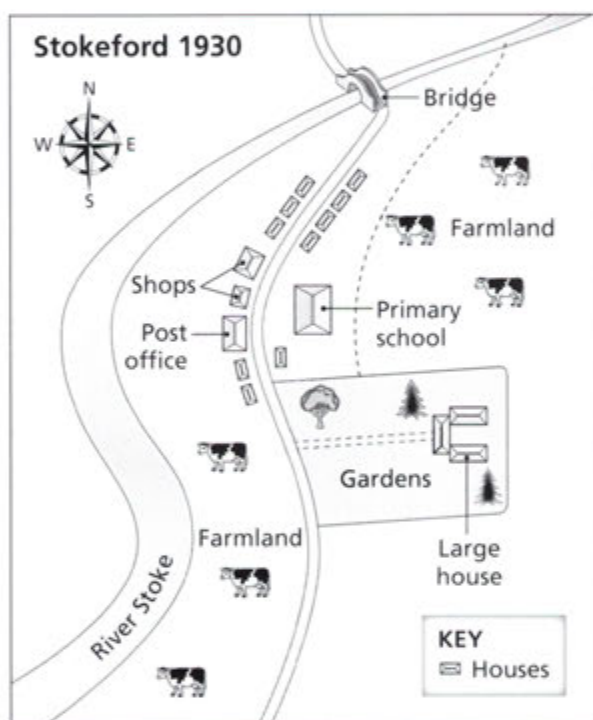 Stokeford 1930
N
W E
S
Bridge
Farmland
Shops
Post
office
Primary
school
Gardens
Farmland
Large
house
River Stoke
KEY
Houses